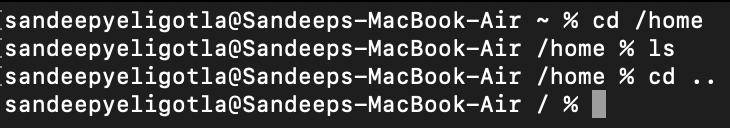 sandeepyeligotla@Sandeeps-MacBook-Air ~ % cd /home
sandeepyeligotla@Sandeeps-MacBook-Air /home % ls
sandeepyeligotla@Sandeeps-MacBook-Air /home % cd ..
sandeepyeligotla@Sandeeps-MacBook-Air / %